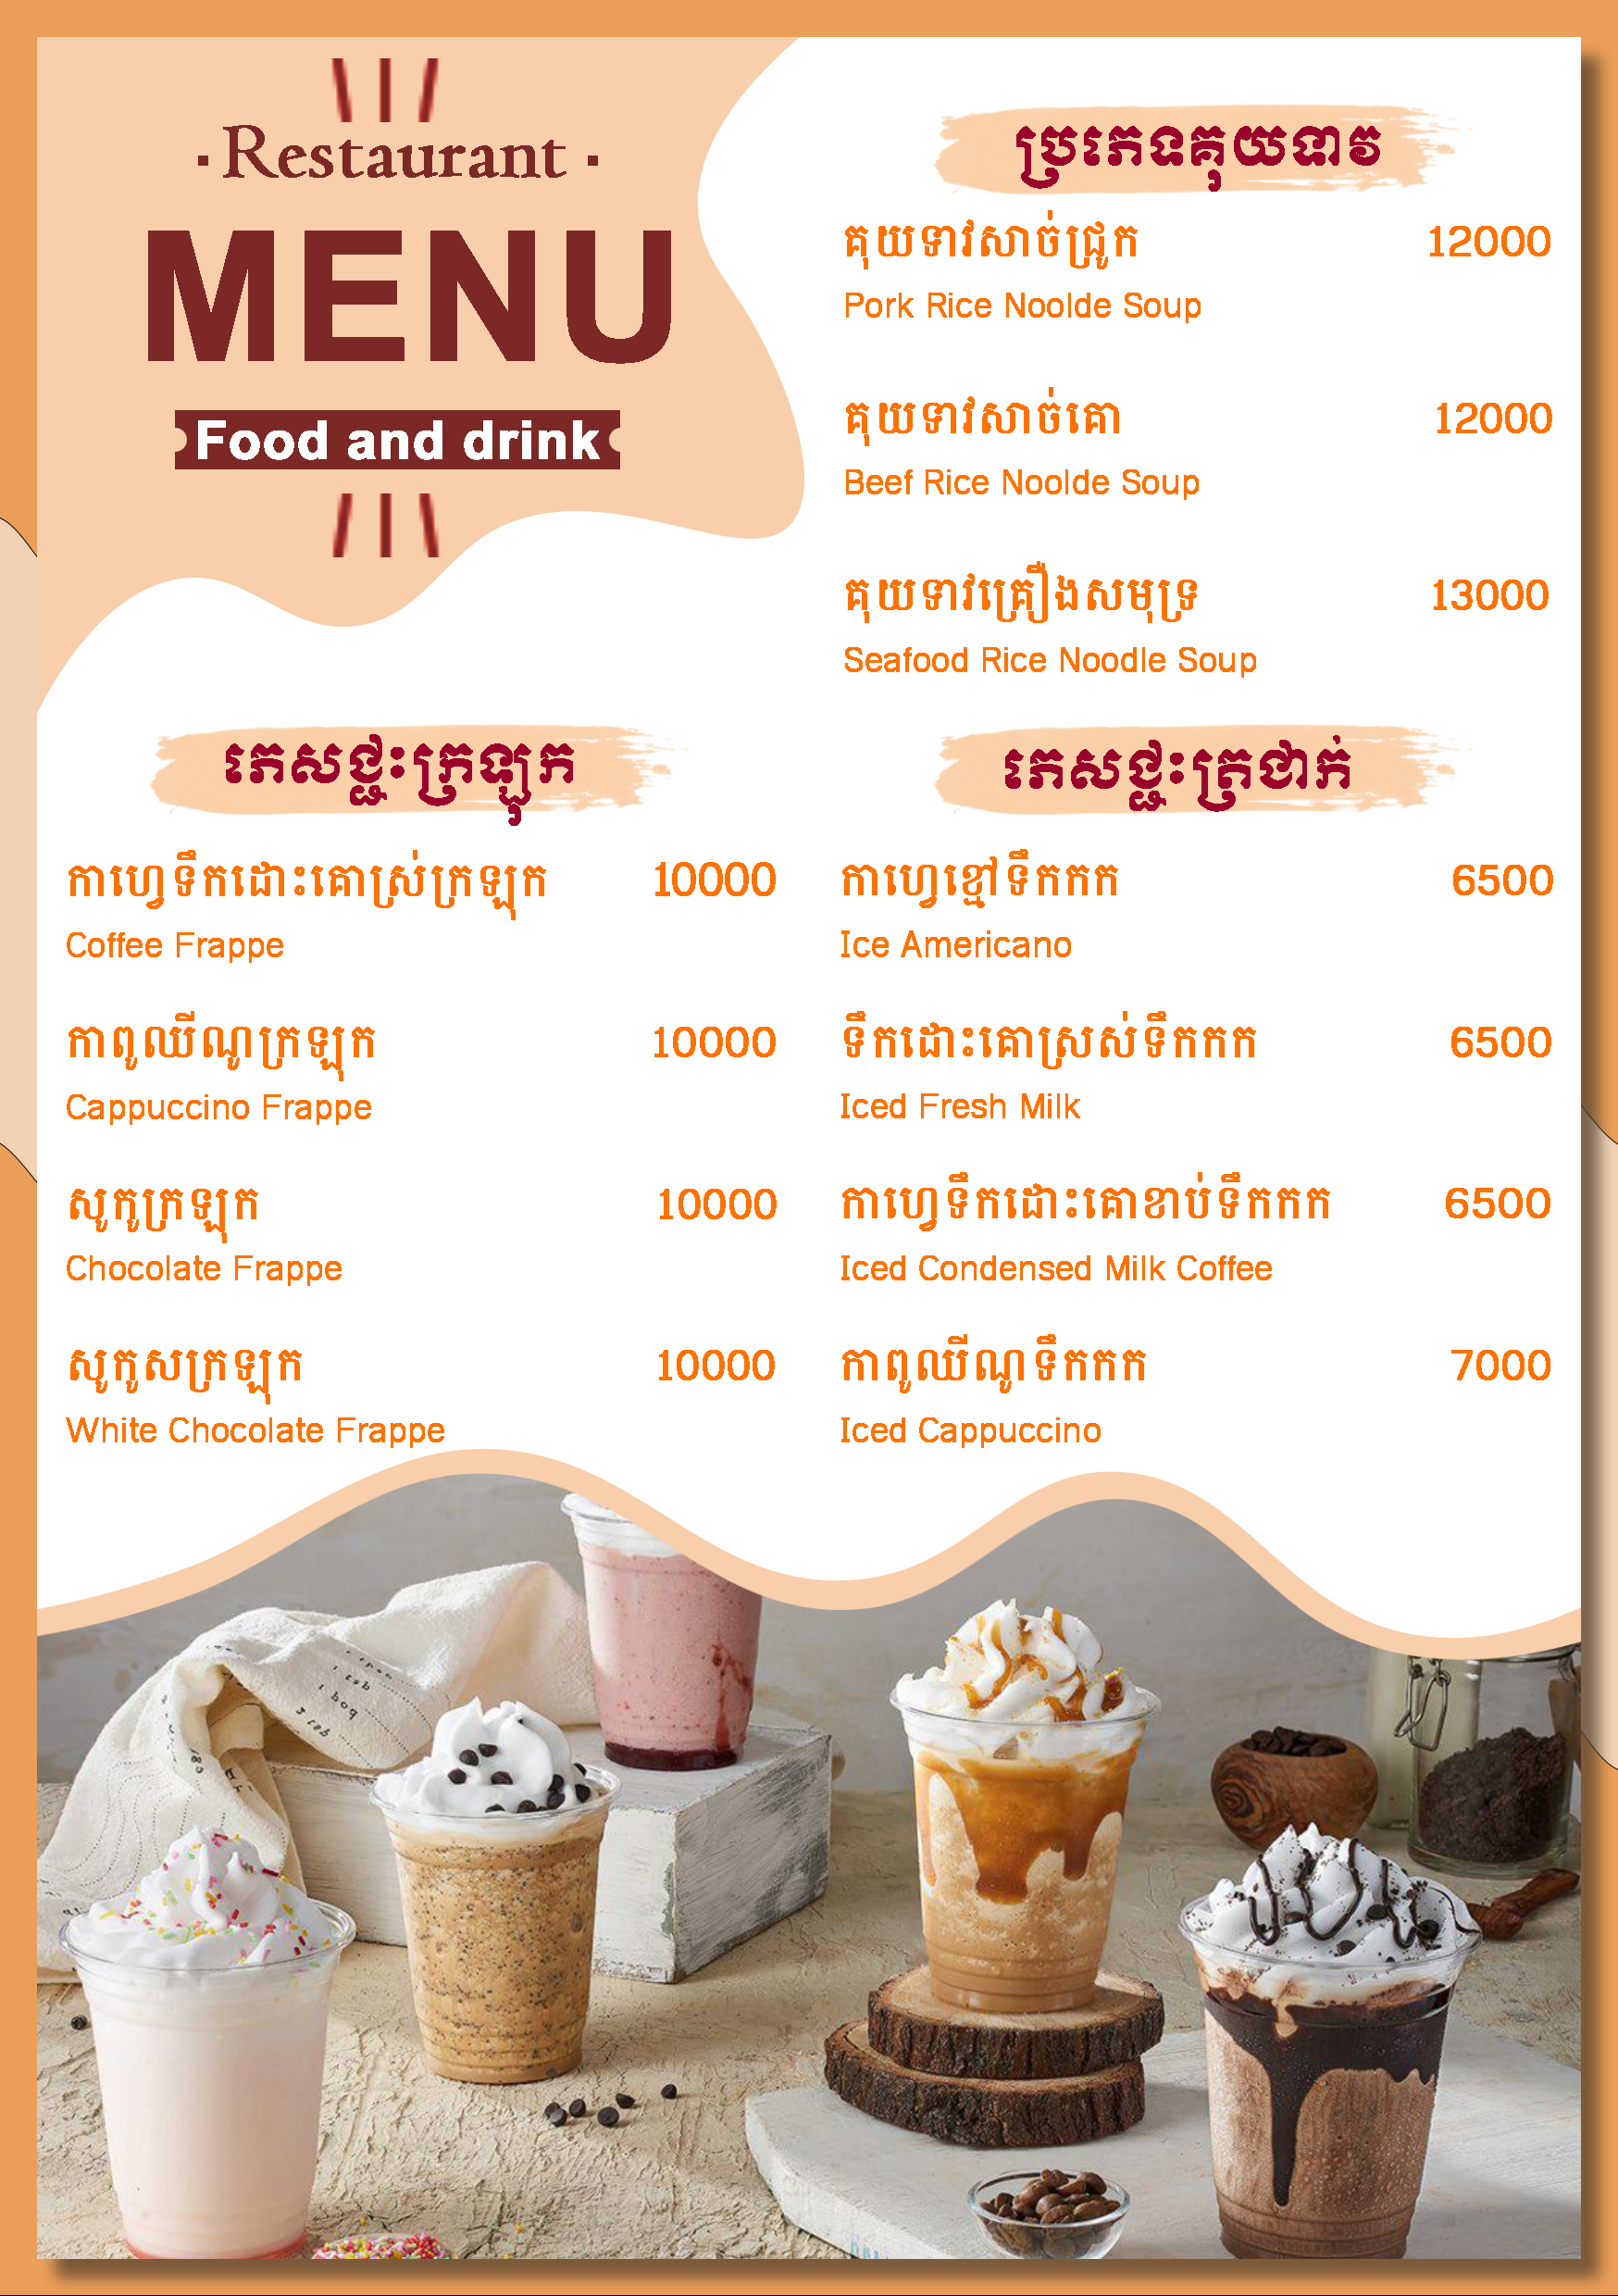 · Restaurant ·
MENU
Food and drink
ប្រភេទគុយទាវ
គុយទាវសាច់ជ្រូក 12000
Pork Rice Noolde Soup
គុយទាវសាច់គោ 12000
Beef Rice Noolde Soup
គុយទាវគ្រឿងសមុទ្រ 13000
Seafood Rice Noodle Soup
ភេសជ្ជះក្រឡុក
កាហ្វេទឹកដោះគោស្រ់ក្រឡុក 10000
Coffee Frappe
កាពូឈីណូក្រឡុក 10000
Cappuccino Frappe
សូកូក្រឡុក 10000
Chocolate Frappe
សូកូសក្រឡុក 10000
White Chocolate Frappe
ភេសជ្ជះត្រជាក់
កាហ្វេខ្មៅទឹកកក 6500
Ice Americano
ទឹកដោះគោស្រស់ទឹកកក 6500
Iced Fresh Milk
កាហ្វេទឹកដោះគោខាប់ទឹកកក 6500
Iced Condensed Milk Coffee
កាពូឈីណូទឹកកក 7000
Iced Cappuccino